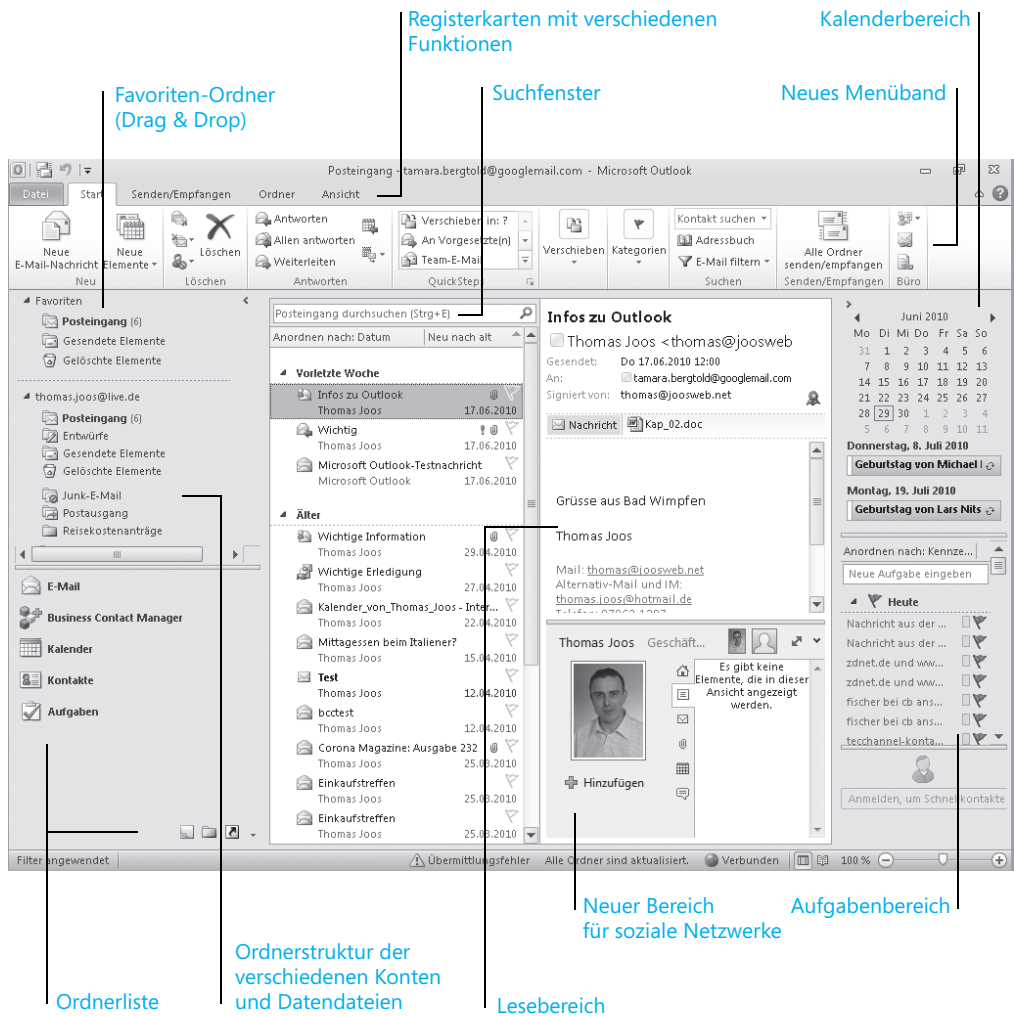 Registerkarten mit verschiedenen
Funktionen
Kalenderbereich
Favoriten-Ordner
(Drag & Drop)
Suchfenster
Neues Menüband
Posteingang - tamara.bergtold@googlemail.com - Microsoft Outlook
Datei Start Senden/Empfangen Ordner Ansicht
Neue
E-Mail-Nachricht
Neue
Elemente
Neu
Löschen
Löschen
Antworten
Allen antworten
Weiterleiten
Antworten
Verschieben in: ?
An Vorgesetzte(n)
Team-E-Mail
QuickSteps
Verschieben
Kategorien
Kontakt suchen
Adressbuch
E-Mail filtern
Suchen
Alle Ordner
senden/empfangen
Senden/Empfangen
Büro
Favoriten
Posteingang (6)
Gesendete Elemente
Gelöschte Elemente
thomas.joos@live.de
Posteingang (6)
Entwürfe
Gesendete Elemente
Gelöschte Elemente
Junk-E-Mail
Postausgang
Reisekostenanträge
E-Mail
Business Contact Manager
Kalender
Kontakte
Aufgaben
Posteingang durchsuchen (Strg+E)
Anordnen nach: Datum Neu nach alt
Vorletzte Woche
Infos zu Outlook
Thomas Joos 17.06.2010
Wichtig
Thomas Joos 17.06.2010
Microsoft Outlook-Testnachricht
Microsoft Outlook 17.06.2010
Älter
Wichtige Information
Thomas Joos 29.04.2010
Wichtige Erledigung
Thomas Joos 27.04.2010
Kalender_von_Thomas_Joos - Inter...
Thomas Joos 22.04.2010
Mittagessen beim Italiener?
Thomas Joos 15.04.2010
Test
Thomas Joos 12.04.2010
bcctest
Thomas Joos 12.04.2010
Corona Magazine: Ausgabe 232
Thomas Joos 25.03.2010
Einkaufstreffen
Thomas Joos 25.03.2010
Einkaufstreffen
Thomas Joos 25.03.2010
Infos zu Outlook
Thomas Joos <thomas@joosweb
Gesendet: Do 17.06.2010 12:00
An: tamara.bergtold@googlemail.com
Signiert von: thomas@joosweb.net
Nachricht Kap_02.doc
Grüsse aus Bad Wimpfen
Thomas Joos
Mail: thomas@joosweb.net
Alternativ-Mail und IM:
thomas.joos@hotmail.de
Thomas Joos Geschäft...
Es gibt keine
Elemente, die in dieser
Ansicht angezeigt
werden.
Hinzufügen
Juni 2010
Mo Di Mi Do Fr Sa So
31 1 2 3 4 5 6
7 8 9 10 11 12 13
14 15 16 17 18 19 20
21 22 23 24 25 26 27
28 29 30 1 2 3 4
5 6 7 8 9 10 11
Donnerstag, 8. Juli 2010
Geburtstag von Michael
Montag, 19. Juli 2010
Geburtstag von Lars Nits
Anordnen nach: Kennze...
Neue Aufgabe eingeben
Heute
Nachricht aus der ...
Nachricht aus der ...
zdnet.de und ww...
zdnet.de und ww...
fischer bei cb ans...
fischer bei cb ans...
tecchannel-konta...
Anmelden, um Schnellkontakte
Filter angewendet Übermittlungsfehler Alle Ordner sind aktualisiert. Verbunden 100 %
Neuer Bereich
für soziale Netzwerke
Aufgabenbereich
Ordnerstruktur der
verschiedenen Konten
und Datendateien
Ordnerliste
Lesebereich